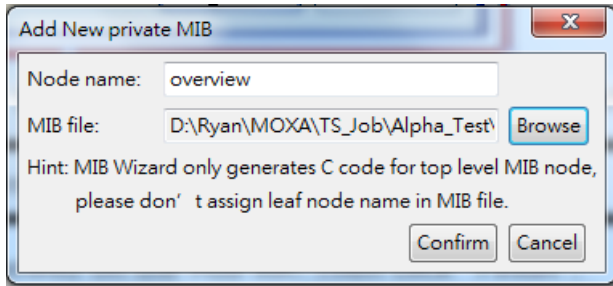 Add New private MIB
Node name: overview
MIB file: D:\Ryan\MOXA\TS_Job\Alpha_Test\ Browse
Hint: MIB Wizard only generates C code for top level MIB node,
please don’t assign leaf node name in MIB file.
Confirm Cancel